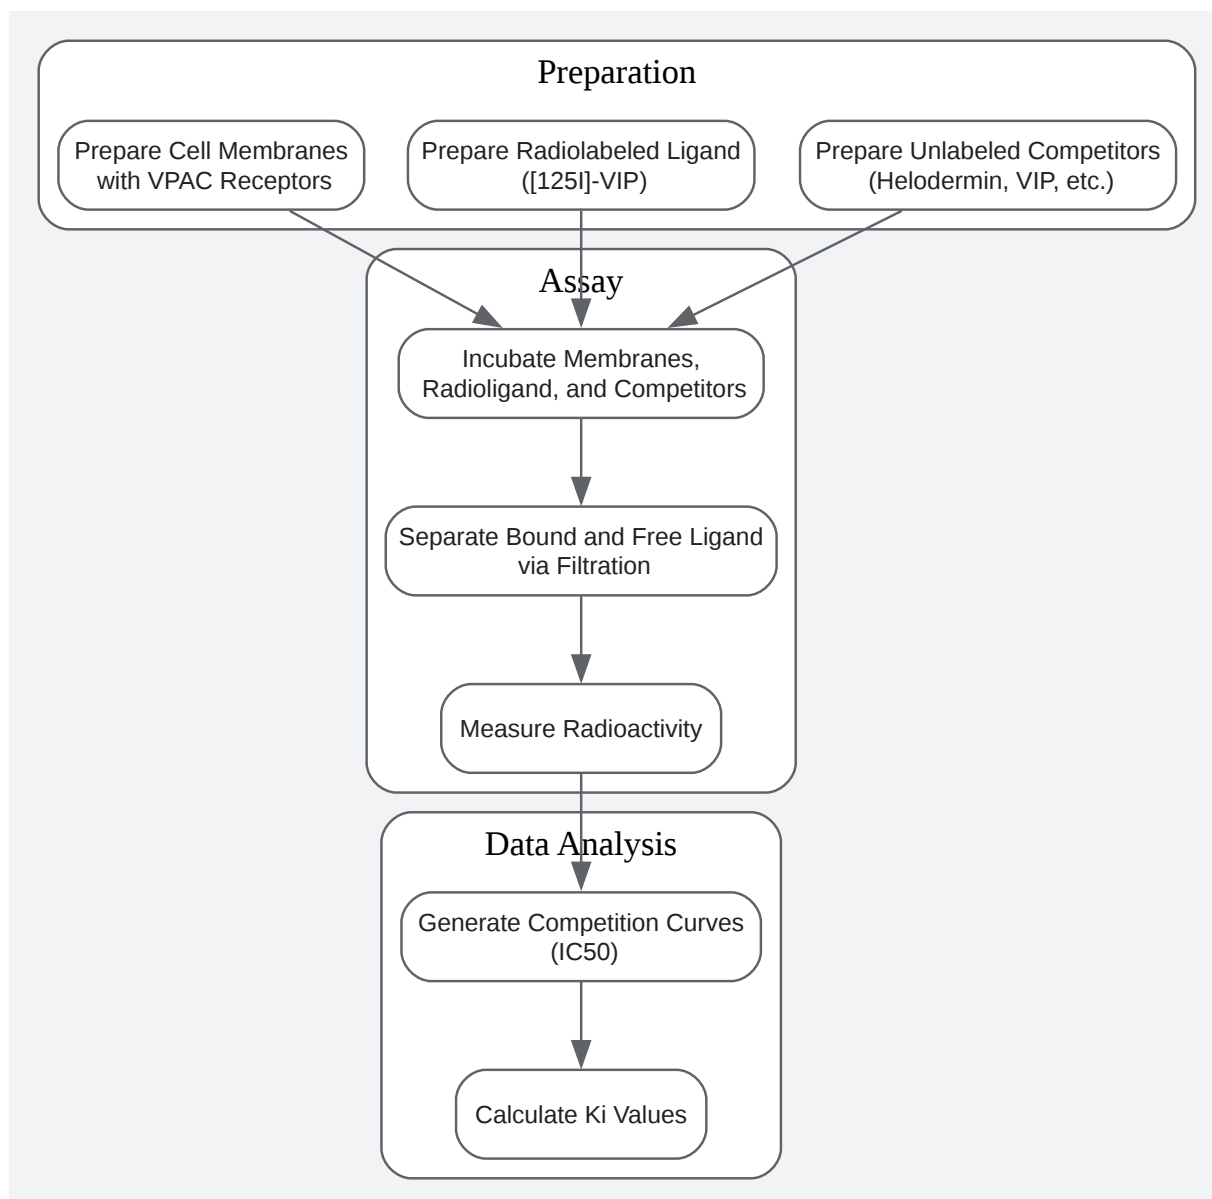 Preparation
Prepare Cell Membranes
with VPAC Receptors
Prepare Radiolabeled Ligand
([125I]-VIP)
Prepare Unlabeled Competitors
(Helodermin, VIP, etc.)
Assay
Incubate Membranes,
Radioligand, and Competitors
Separate Bound and Free Ligand
via Filtration
Measure Radioactivity
Data Analysis
Generate Competition Curves
(IC50)
Calculate Ki Values